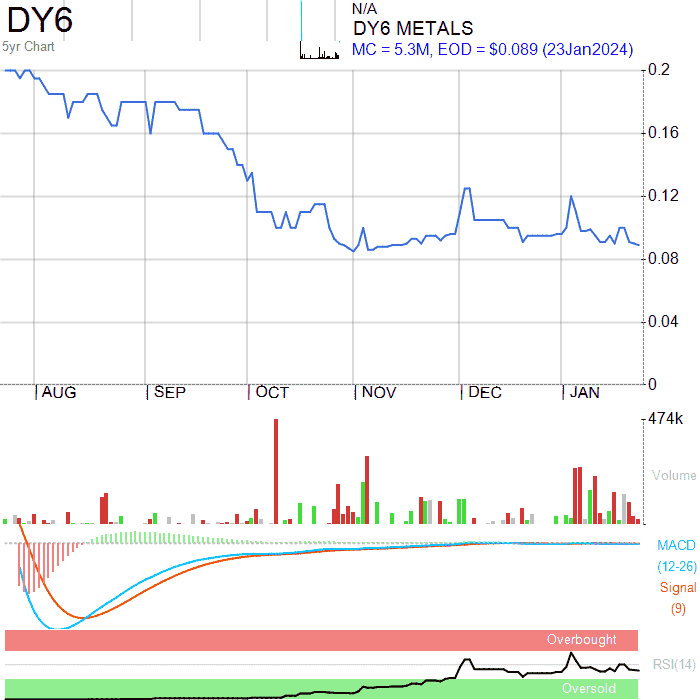 DY6
5yr Chart
N/A
DY6 METALS
MC = 5.3M, EOD = $0.089 (23Jan2024)
0.2
0.16
0.12
0.08
0.04
0
AUG SEP OCT NOV DEC JAN
474k
Volume
MACD
(12-26)
Signal
(9)
Overbought
RSI(14)
Oversold